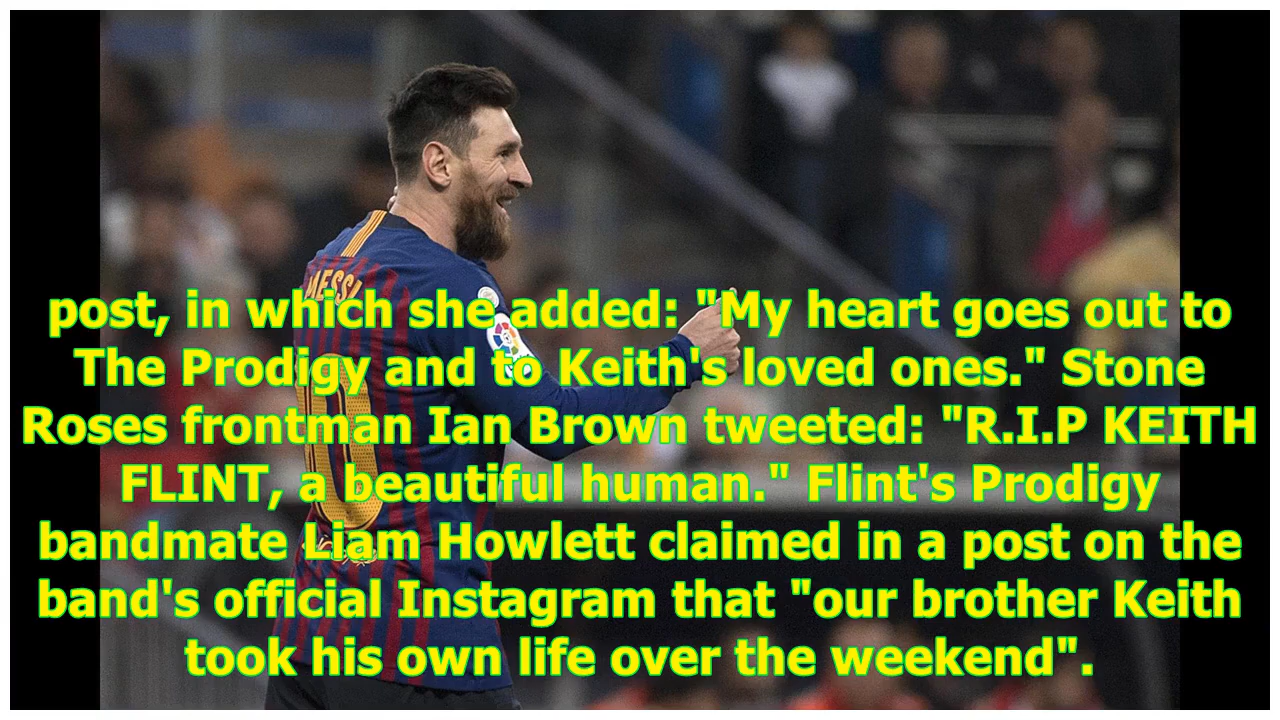 MESSI
10
post, in which she added: "My heart goes out to
The Prodigy and to Keith's loved ones." Stone
Roses frontman Ian Brown tweeted: "R.I.P KEITH
FLINT, a beautiful human." Flint's Prodigy
bandmate Liam Howlett claimed in a post on the
band's official Instagram that "our brother Keith
took his own life over the weekend".